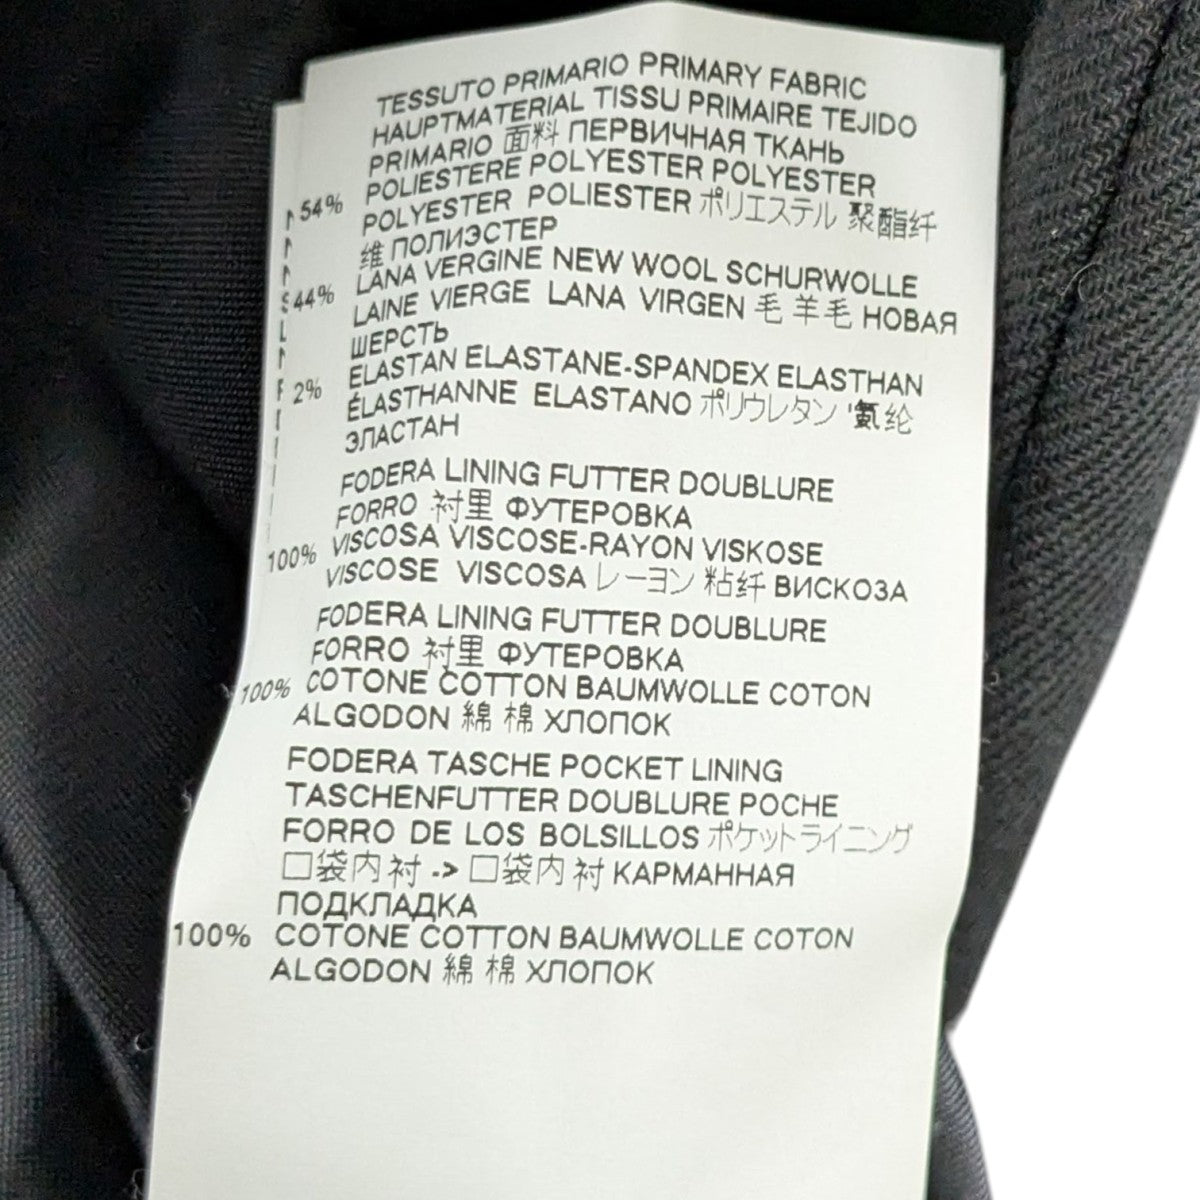 TESSUTO PRIMARIO PRIMARY FABRIC
HAUPTMATERIAL TISSU PRIMAIRE TEJIDO
PRIMARIO 面料 ПЕРВИЧНАЯ ТКАНЬ
54% POLIESTERE POLYESTER POLYESTER
POLYESTER POLIESTER ポリエステル 聚酯纤
维 ПОЛИЭСТЕР
44% LANA VERGINE NEW WOOL SCHURWOLLE
LAINE VIERGE LANA VIRGEN 毛 羊毛 НОВАЯ
ШЕРСТЬ
2% ELASTAN ELASTANE-SPANDEX ELASTHAN
ÉLASTHANNE ELASTANO ポリウレタン '氨纶
ЭЛАСТАН
FODERA LINING FUTTER DOUBLURE
FORRO 衬里 ФУТЕРОВКА
100% VISCOSA VISCOSE-RAYON VISKOSE
VISCOSE VISCOSA レーヨン 粘纤 ВИСКОЗА
FODERA LINING FUTTER DOUBLURE
FORRO 衬里 ФУТЕРОВКА
100% COTONE COTTON BAUMWOLLE COTON
ALGODON 綿 棉 ХЛОПОК
FODERA TASCHE POCKET LINING
TASCHENFUTTER DOUBLURE POCHE
FORRO DE LOS BOLSILLOS ポケットライニング
口袋内衬 -> 口袋内衬 КАРМАННАЯ
ПОДКЛАДКА
100% COTONE COTTON BAUMWOLLE COTON
ALGODON 綿 棉 ХЛОПОК